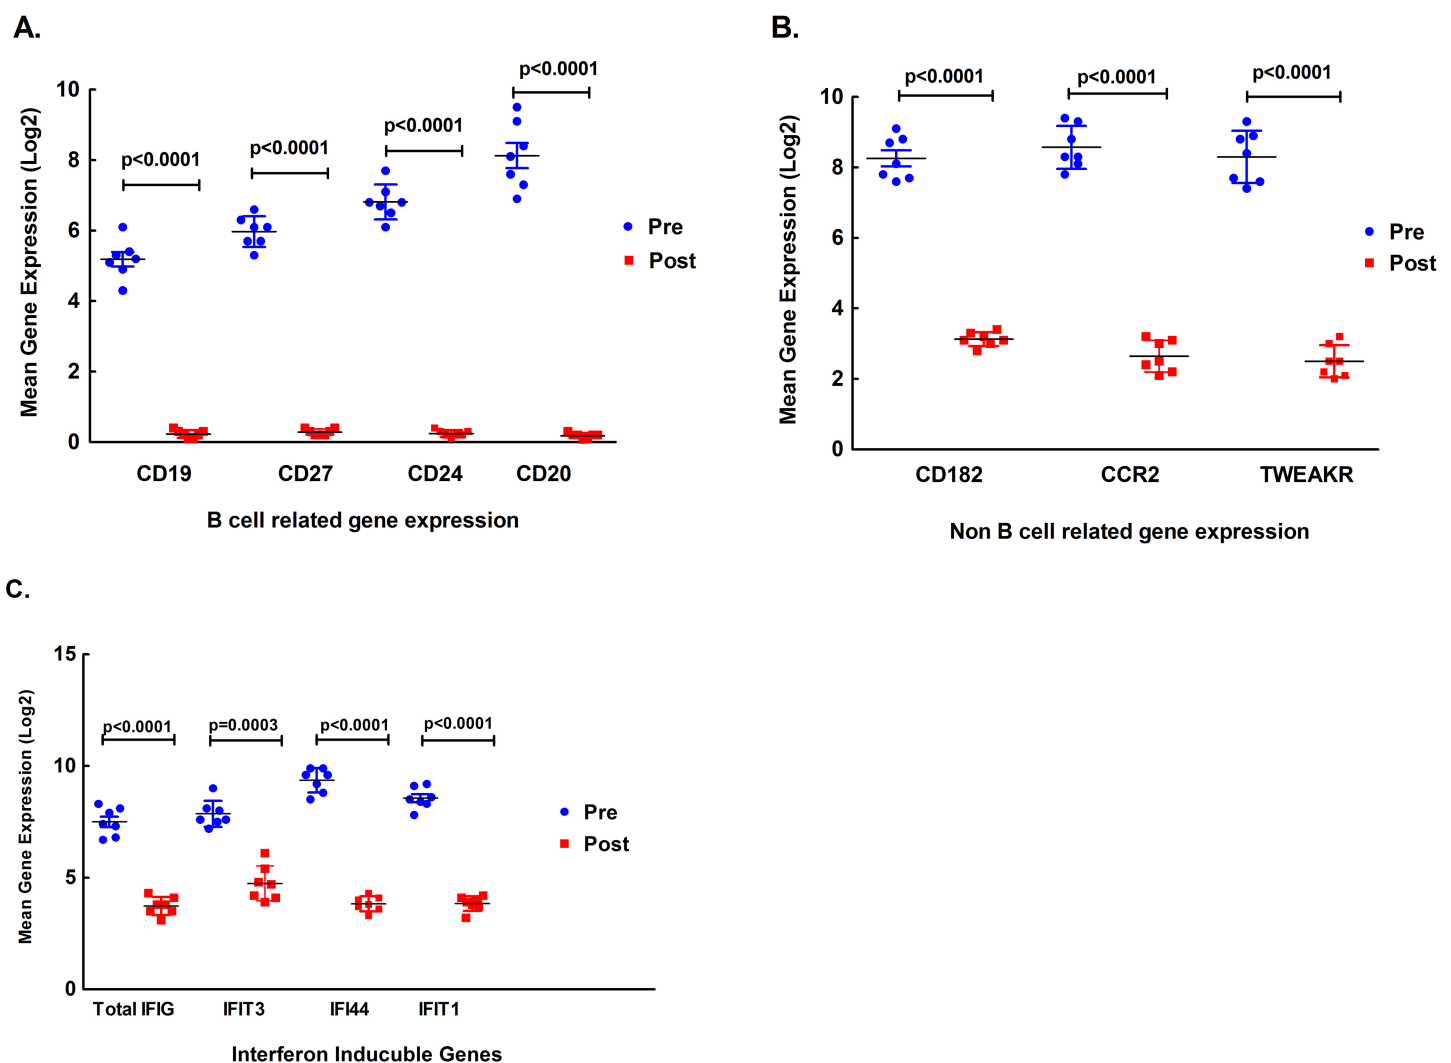 A.
p<0.0001
p<0.0001
p<0.0001
p<0.0001
Mean Gene Expression (Log2)
10
8
6
4
2
0
Pre
Post
CD19 CD27 CD24 CD20
B cell related gene expression
B.
p<0.0001 p<0.0001 p<0.0001
Mean Gene Expression (Log2)
10
8
6
4
2
0
Pre
Post
CD182 CCR2 TWEAKR
Non B cell related gene expression
C.
p<0.0001 p=0.0003 p<0.0001 p<0.0001
Mean Gene Expression (Log2)
15
10
5
0
Pre
Post
Total IFIG IFIT3 IFI44 IFIT1
Interferon Inducuble Genes